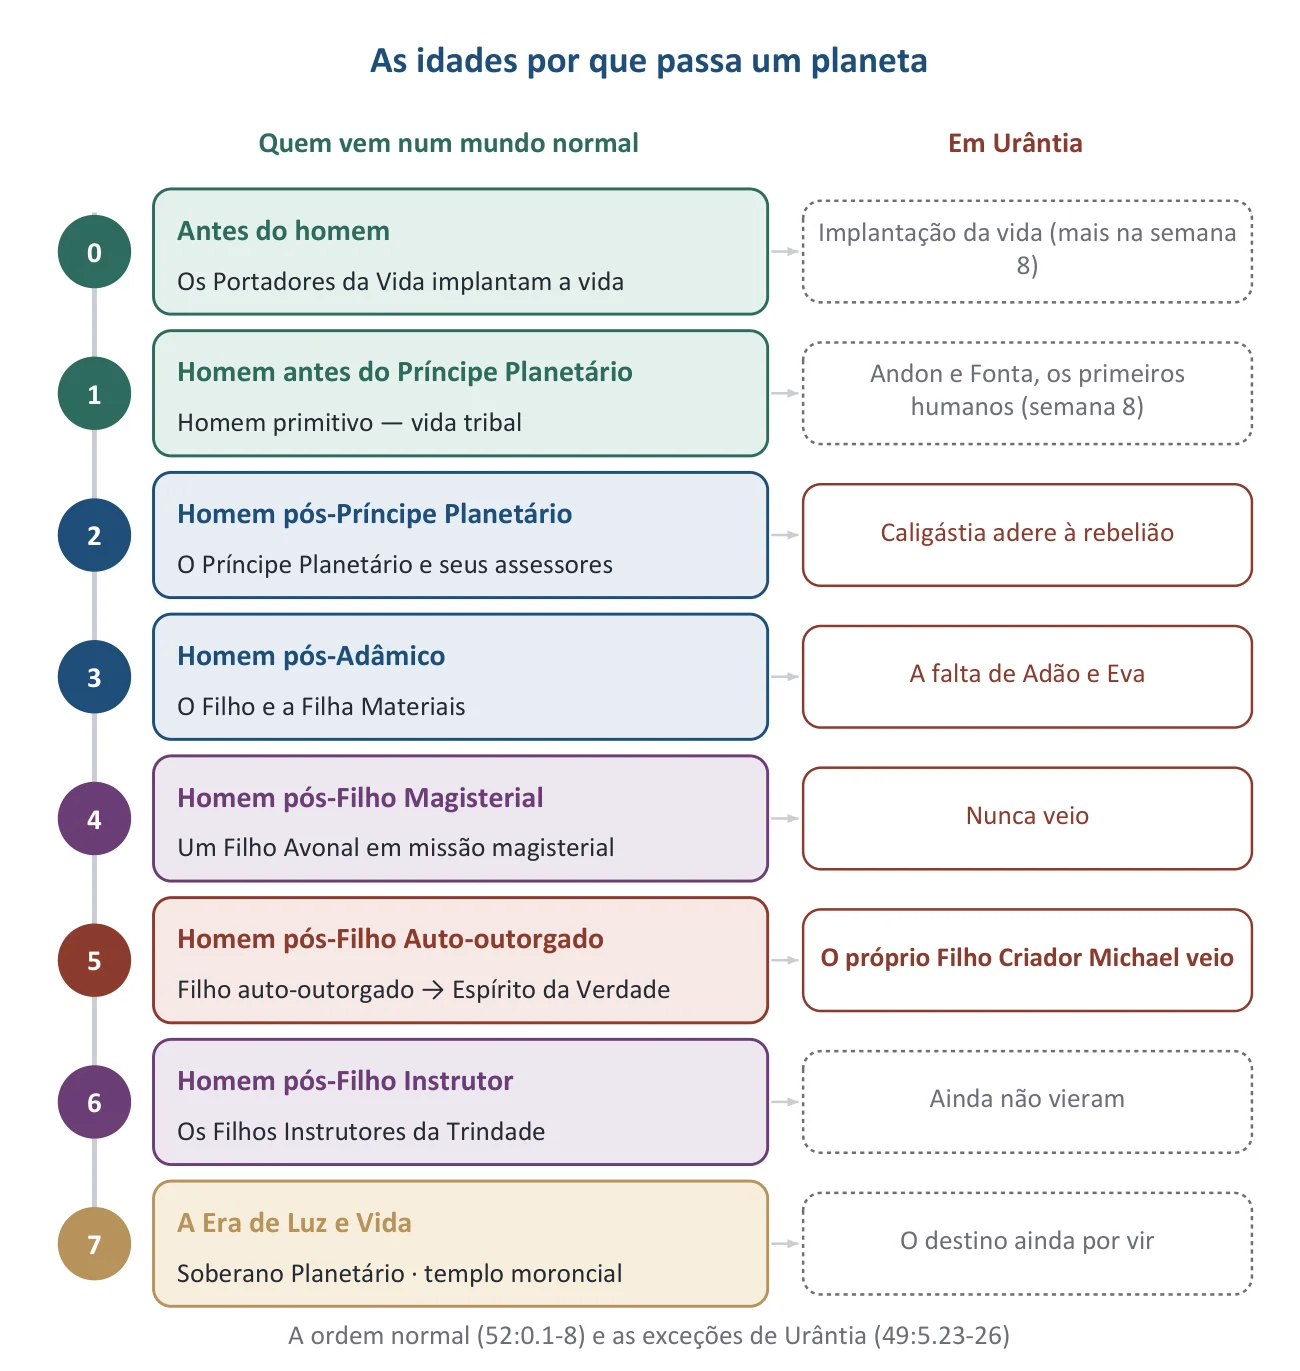 As idades por que passa um planeta
Quem vem num mundo normal
Em Urântia
0
Antes do homem
Os Portadores da Vida implantam a vida
Implantação da vida (mais na semana
8)
1
Homem antes do Príncipe Planetário
Homem primitivo — vida tribal
Andon e Fonta, os primeiros
humanos (semana 8)
2
Homem pós-Príncipe Planetário
O Príncipe Planetário e seus assessores
Caligástia adere à rebelião
3
Homem pós-Adâmico
O Filho e a Filha Materiais
A falta de Adão e Eva
4
Homem pós-Filho Magisterial
Um Filho Avonal em missão magisterial
Nunca veio
5
Homem pós-Filho Auto-outorgado
Filho auto-outorgado → Espírito da Verdade
O próprio Filho Criador Michael veio
6
Homem pós-Filho Instrutor
Os Filhos Instrutores da Trindade
Ainda não vieram
7
A Era de Luz e Vida
Soberano Planetário · templo moroncial
O destino ainda por vir
A ordem normal (52:0.1-8) e as exceções de Urântia (49:5.23-26)